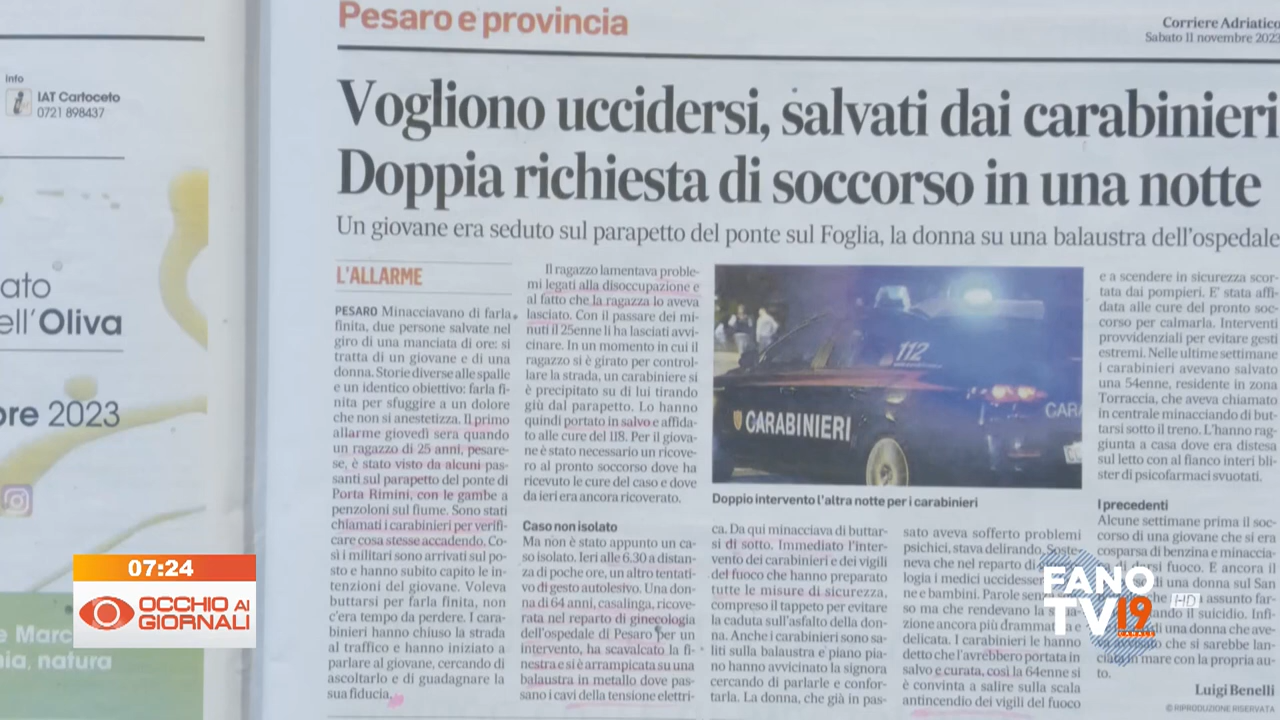 info
IAT Cartoceto
0721 898437
ato
ell'Oliva
bre 2023
e Marc
ia, natura
Pesaro e provincia
Corriere Adriatico
Sabato 11 novembre 2023
Vogliono uccidersi, salvati dai carabinieri
Doppia richiesta di soccorso in una notte
Un giovane era seduto sul parapetto del ponte sul Foglia, la donna su una balaustra dell'ospedale
L'ALLARME
PESARO Minacciavano di farla
finita, due persone salvate nel
giro di una manciata di ore: si
tratta di un giovane e di una
donna. Storie diverse alle spalle
e un identico obiettivo: farla fi-
nita per sfuggire a un dolore
che non si anestetizza. Il primo
allarme giovedì sera quando
un ragazzo di 25 anni, pesare-
se, è stato visto da alcuni pas-
santi sul parapetto del ponte di
Porta Rimini, con le gambe a
penzoloni sul fiume. Sono stati
chiamati i carabinieri per verifi-
care cosa stesse accadendo. Co-
sì i militari sono arrivati sul po-
sto e hanno subito capito le in-
tenzioni del giovane. Voleva
buttarsi per farla finita, non
c'era tempo da perdere. I cara-
binieri hanno chiuso la strada
al traffico e hanno iniziato a
parlare al giovane, cercando di
ascoltarlo e di guadagnare la
sua fiducia.
Il ragazzo lamentava proble-
mi legati alla disoccupazione e
al fatto che la ragazza lo aveva
lasciato. Con il passare dei mi-
nuti il 25enne li ha lasciati avvi-
cinare. In un momento in cui il
ragazzo si è girato per control-
lare la strada, un carabiniere si
è precipitato su di lui tirando
giù dal parapetto. Lo hanno
quindi portato in salvo e affida-
to alle cure del 118. Per il giova-
ne è stato necessario un ricove-
ro al pronto soccorso dove ha
ricevuto le cure del caso e dove
da ieri era ancora ricoverato.
Caso non isolato
Ma non è stato appunto un ca-
so isolato. Ieri alle 6.30 a distan-
za di poche ore, un altro tentati-
vo di gesto autolesivo. Una don-
na di 64 anni, casalinga, ricove-
rata nel reparto di ginecologia
dell'ospedale di Pesaro per un
intervento, ha scavalcato la fi-
nestra e si è arrampicata su una
balaustra in metallo dove pas-
sano i cavi della tensione elettri-
112
CARABINIERI
CARA
Doppio intervento l'altra notte per i carabinieri
ca. Da qui minacciava di buttar-
si di sotto. Immediato l'inter-
vento dei carabinieri e dei vigili
del fuoco che hanno preparato
tutte le misure di sicurezza,
compreso il tappeto per evitare
la caduta sull'asfalto della don-
na. Anche i carabinieri sono sa-
liti sulla balaustra e piano pia-
no hanno avvicinato la signora
cercando di parlarle e confor-
tarla. La donna, che già in pas-
sato aveva sofferto problemi
psichici, stava delirando. Soste-
neva che nel reparto di
logia i medici uccidesse
ne e bambini. Parole sen
so ma che rendevano la
zione ancora più dramma
delicata. I carabinieri le hanno
detto che l'avrebbero portata in
salvo e curata, così la 64enne si
è convinta a salire sulla scala
antincendio dei vigili del fuoco
e a scendere in sicurezza scor-
tata dai pompieri. E' stata affi-
data alle cure del pronto soc-
corso per calmarla. Interventi
provvidenziali per evitare gesti
estremi. Nelle ultime settimane
i carabinieri avevano salvato
una 54enne, residente in zona
Torraccia, che aveva chiamato
in centrale minacciando di but-
tarsi sotto il treno. L'hanno rag-
giunta a casa dove era distesa
sul letto con al fianco interi bli-
ster di psicofarmaci svuotati.
I precedenti
Alcune settimane prima il soc-
corso di una giovane che si era
cosparsa di benzina e minaccia-
di darsi fuoco. E ancora il
di una donna sul San
che assunto far-
ndo il suicidio. Infi-
di una donna che ave-
o che si sarebbe lan-
ciata in mare con la propria au-
to.
Luigi Benelli
© RIPRODUZIONE RISERVATA
07:24
OCCHIO AI
GIORNALI
FANO
TV19
CANALE
HD